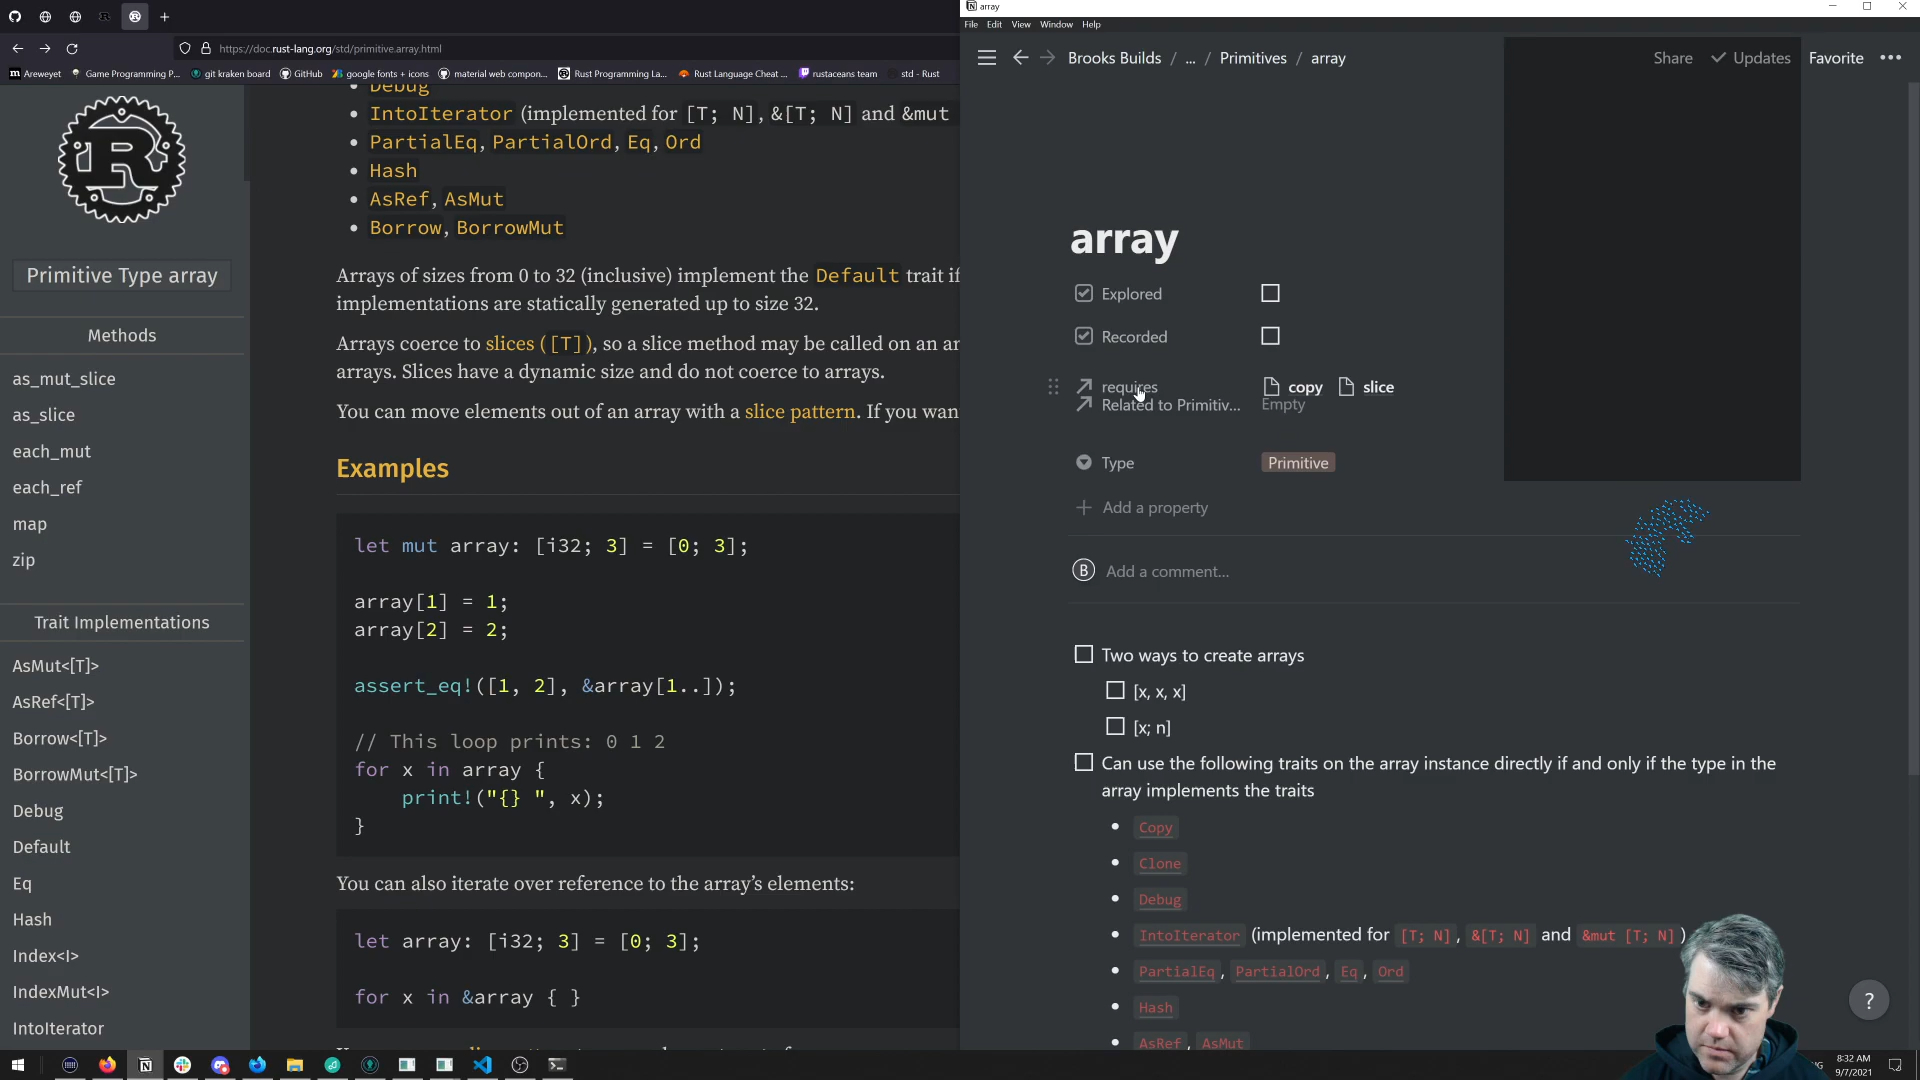 https://doc.rust-lang.org/std/primitive.array.html
Areweyet
Game Programming P...
git kraken board
GitHub
google fonts + icons
material web compon...
Rust Programming La...
Rust Language Cheat ...
rustaceans team
std - Rust
Primitive Type array
Methods
as_mut_slice
as_slice
each_mut
each_ref
map
zip
Trait Implementations
AsMut<[T]>
AsRef<[T]>
Borrow<[T]>
BorrowMut<[T]>
Debug
Default
Eq
Hash
Index<I>
IndexMut<I>
IntoIterator
Debug
IntoIterator (implemented for [T; N], &[T; N] and &mut
PartialEq, PartialOrd, Eq, Ord
Hash
AsRef, AsMut
Borrow, BorrowMut
Arrays of sizes from 0 to 32 (inclusive) implement the Default trait if
implementations are statically generated up to size 32.
Arrays coerce to slices ([T]), so a slice method may be called on an ar
arrays. Slices have a dynamic size and do not coerce to arrays.
You can move elements out of an array with a slice pattern. If you wan
Examples
let mut array: [i32; 3] = [0; 3];
array[1] = 1;
array[2] = 2;
assert_eq!([1, 2], &array[1..]);
// This loop prints: 0 1 2
for x in array {
print!("{} ", x);
}
You can also iterate over reference to the array's elements:
let array: [i32; 3] = [0; 3];
for x in &array { }
array
File Edit View Window Help
Brooks Builds / ... / Primitives / array
Share
Updates
Favorite
array
Explored
Recorded
requires
copy
slice
Related to Primitiv...
Empty
Type
Primitive
Add a property
B
Add a comment...
Two ways to create arrays
[x, x, x]
[x; n]
Can use the following traits on the array instance directly if and only if the type in the
array implements the traits
Copy
Clone
Debug
IntoIterator (implemented for [T; N], &[T; N] and &mut [T; N])
PartialEq, PartialOrd, Eq, Ord
Hash
AsRef, AsMut
?
8:32 AM
9/7/2021